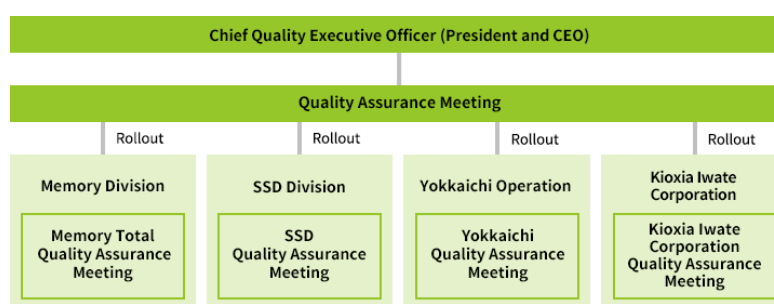 Chief Quality Executive Officer (President and CEO)
Quality Assurance Meeting
Rollout
Rollout
Rollout
Rollout
Memory Division
Memory Total
Quality Assurance
Meeting
SSD Division
SSD
Quality Assurance
Meeting
Yokkaichi Operation
Yokkaichi
Quality Assurance
Meeting
Kioxia Iwate
Corporation
Kioxia Iwate
Corporation
Quality Assurance
Meeting